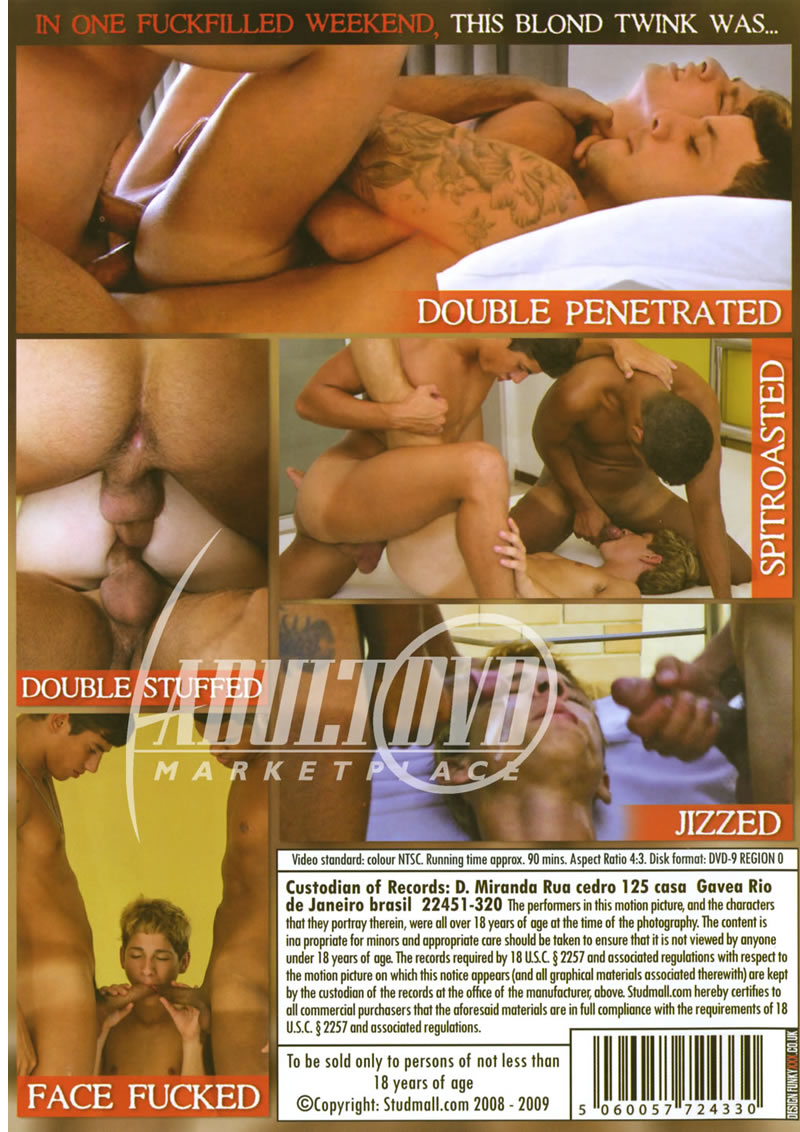 IN ONE FUCKFILLED WEEKEND, THIS BLOND TWINK WAS...
DOUBLE PENETRATED
SPITROASTED
DOUBLE STUFFED
ADULT DVD
MARKETPLACE
JIZZED
FACE FUCKED
Video standard: colour NTSC. Running time approx. 90 mins. Aspect Ratio 4:3. Disk format: DVD-9 REGION 0
Custodian of Records: D. Miranda Rua cedro 125 casa Gavea Rio
de Janeiro brasil 22451-320 The performers in this motion picture, and the characters
that they portray therein, were all over 18 years of age at the time of the photography. The content is
ina propriate for minors and appropriate care should be taken to ensure that it is not viewed by anyone
under 18 years of age. The records required by 18 U.S.C. § 2257 and associated regulations with respect to
the motion picture on which this notice appears (and all graphical materials associated therewith) are kept
by the custodian of the records at the office of the manufacturer, above. Studmall.com hereby certifies to
all commercial purchasers that the aforesaid materials are in full compliance with the requirements of 18
U.S.C. § 2257 and associated regulations.
To be sold only to persons of not less than
18 years of age
©Copyright: Studmall.com 2008 - 2009
5 060057 724330
DESIGN FUNKYXXX.CO.UK